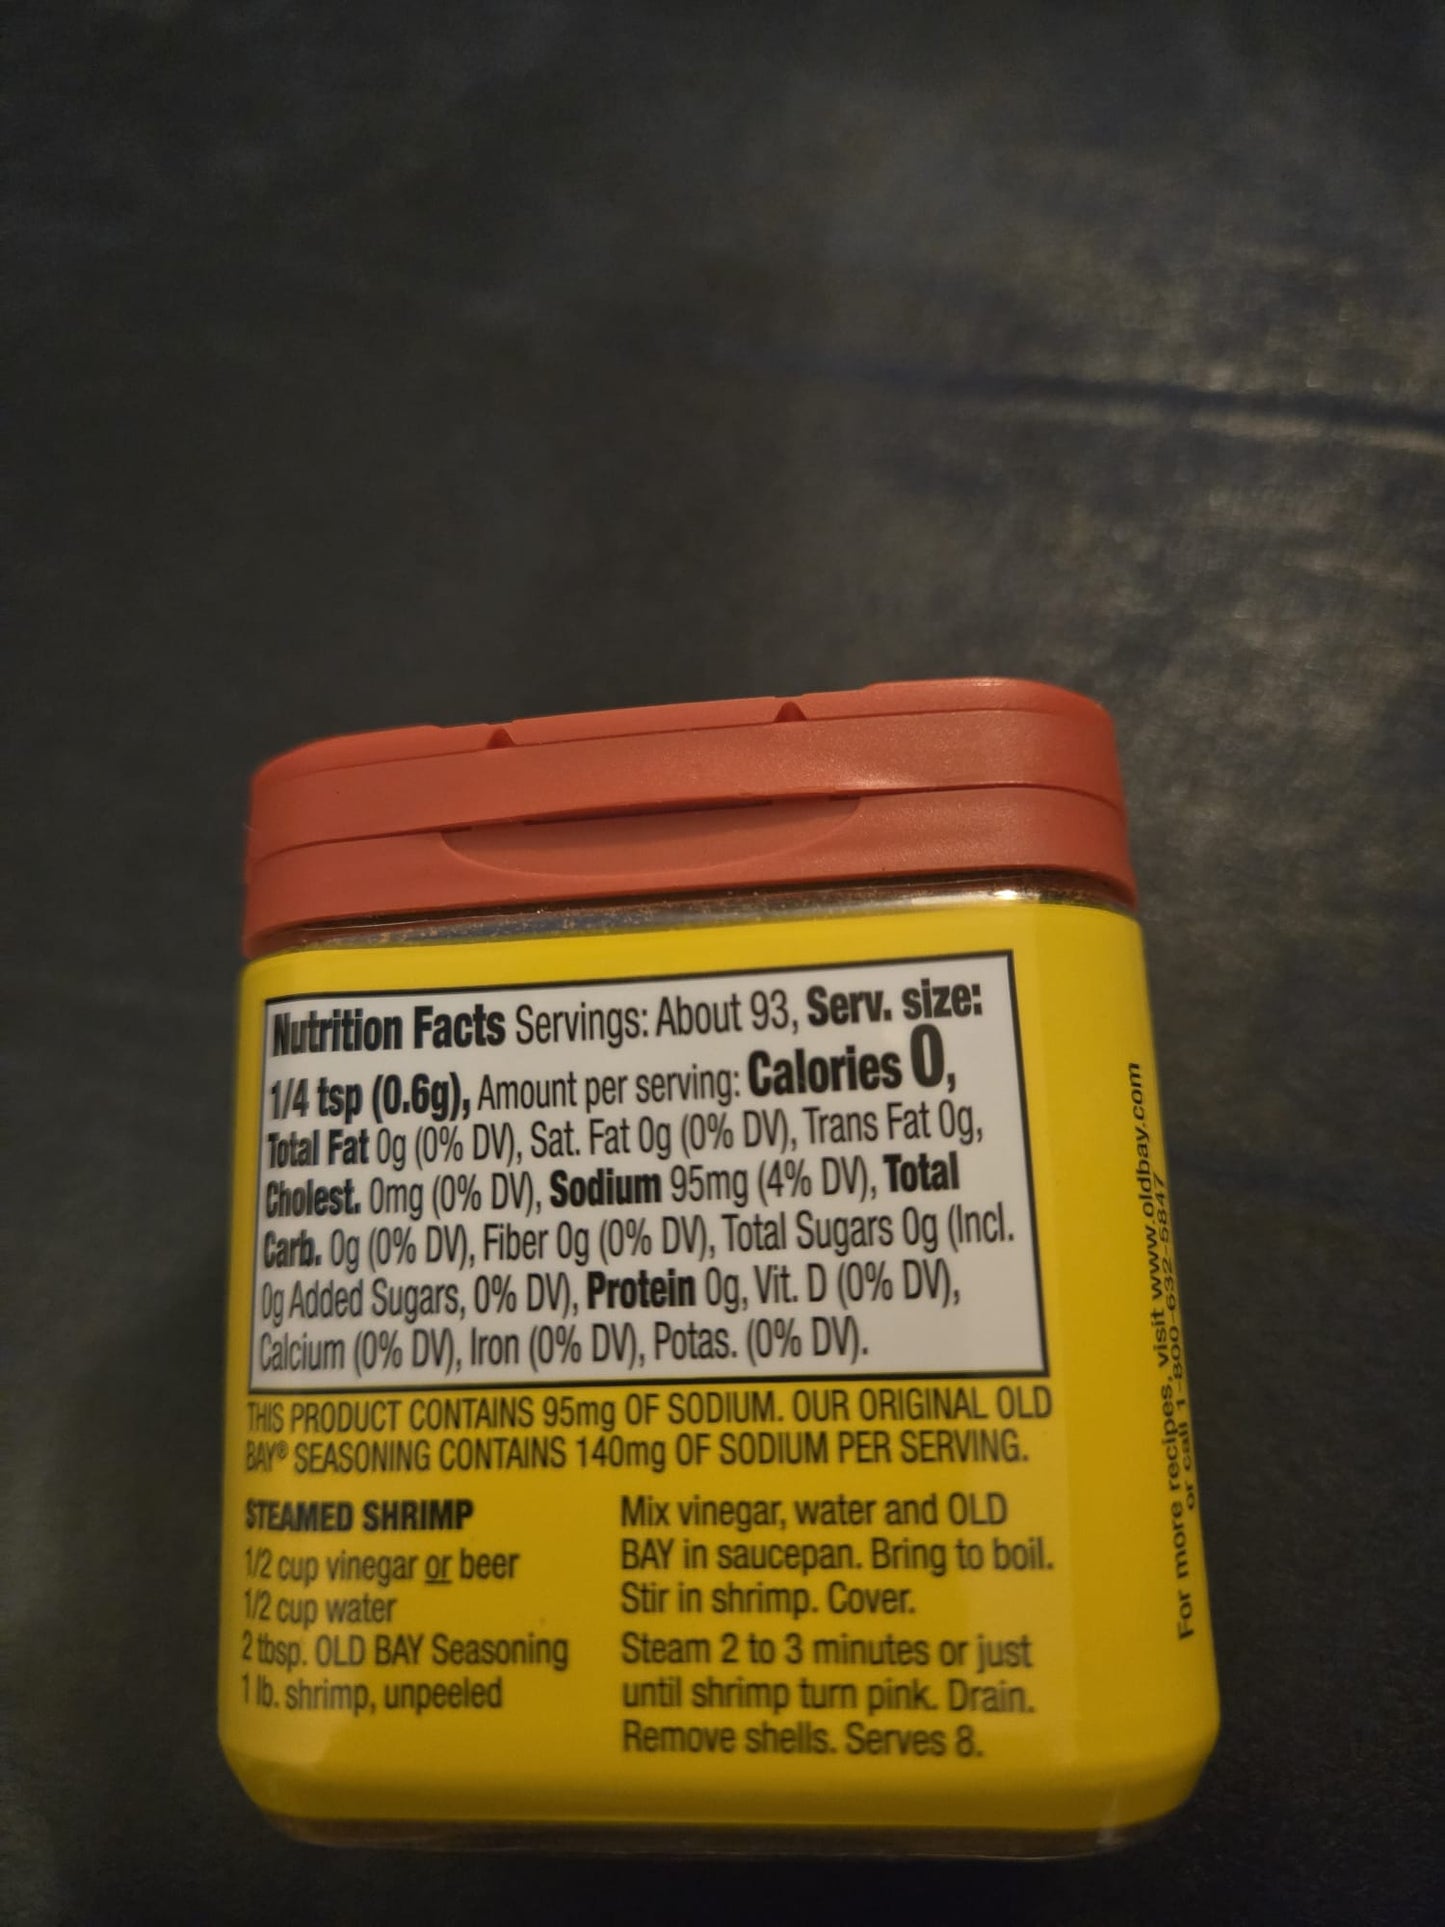 Nutrition Facts Servings: About 93, Serv. size:
1/4 tsp (0.6g), Amount per serving: Calories 0,
Total Fat 0g (0% DV), Sat. Fat 0g (0% DV), Trans Fat 0g,
Cholest. 0mg (0% DV), Sodium 95mg (4% DV), Total
Carb. 0g (0% DV), Fiber 0g (0% DV), Total Sugars 0g (Incl.
0g Added Sugars, 0% DV), Protein 0g, Vit. D (0% DV),
Calcium (0% DV), Iron (0% DV), Potas. (0% DV).
THIS PRODUCT CONTAINS 95mg OF SODIUM. OUR ORIGINAL OLD
BAY® SEASONING CONTAINS 140mg OF SODIUM PER SERVING.
STEAMED SHRIMP
1/2 cup vinegar or beer
1/2 cup water
2 tbsp. OLD BAY Seasoning
1 lb. shrimp, unpeeled
Mix vinegar, water and OLD
BAY in saucepan. Bring to boil.
Stir in shrimp. Cover.
Steam 2 to 3 minutes or just
until shrimp turn pink. Drain.
Remove shells. Serves 8.
For more recipes, visit www.oldbay.com
or call 1-800-632-5847